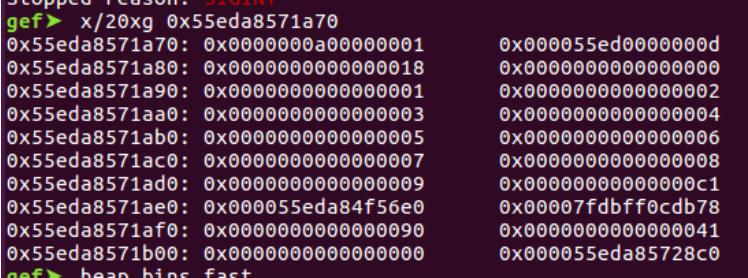 Stopped reason: SIGINT
gef➤ x/20xg 0x55eda8571a70
0x55eda8571a70: 0x0000000a00000001 0x000055ed0000000d
0x55eda8571a80: 0x0000000000000018 0x0000000000000000
0x55eda8571a90: 0x0000000000000001 0x0000000000000002
0x55eda8571aa0: 0x0000000000000003 0x0000000000000004
0x55eda8571ab0: 0x0000000000000005 0x0000000000000006
0x55eda8571ac0: 0x0000000000000007 0x0000000000000008
0x55eda8571ad0: 0x0000000000000009 0x00000000000000c1
0x55eda8571ae0: 0x000055eda84f56e0 0x00007fdbff0cdb78
0x55eda8571af0: 0x0000000000000090 0x0000000000000041
0x55eda8571b00: 0x0000000000000000 0x000055eda85728c0
gef➤ heap bins fast